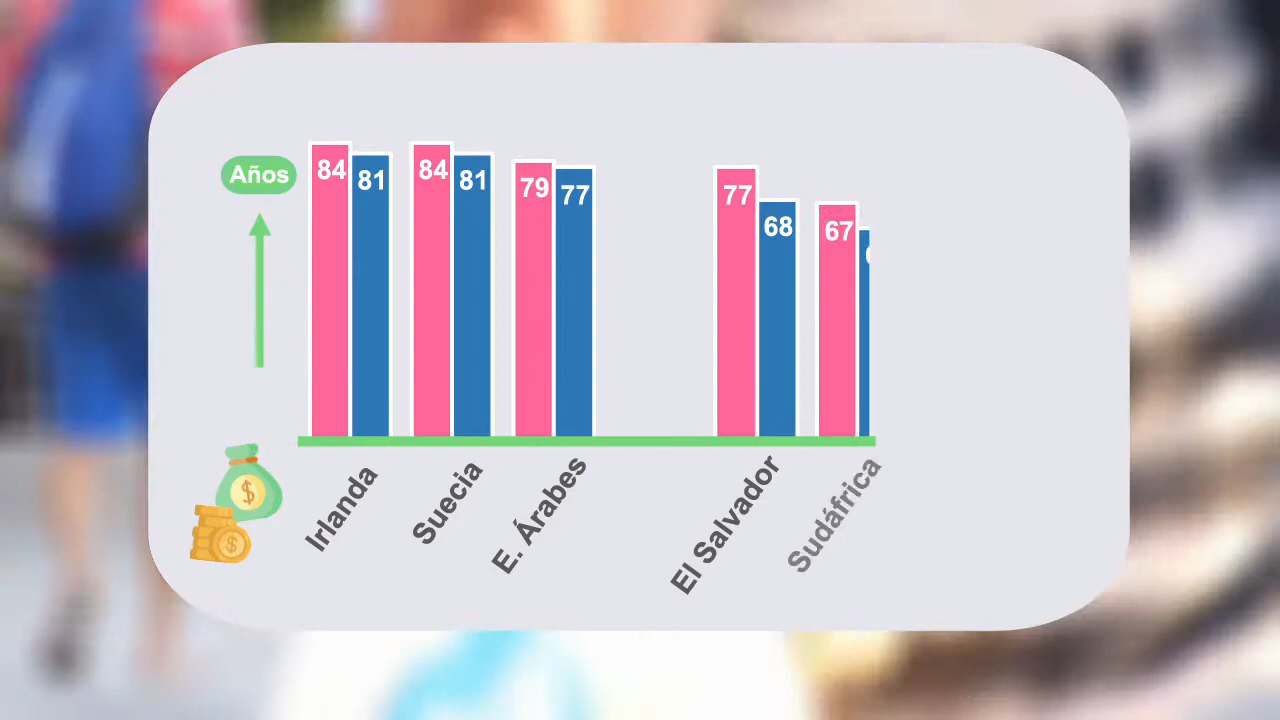 Años
84
81
84
81
79
77
77
68
67
Irlanda
Suecia
E. Árabes
El Salvador
Sudáfrica